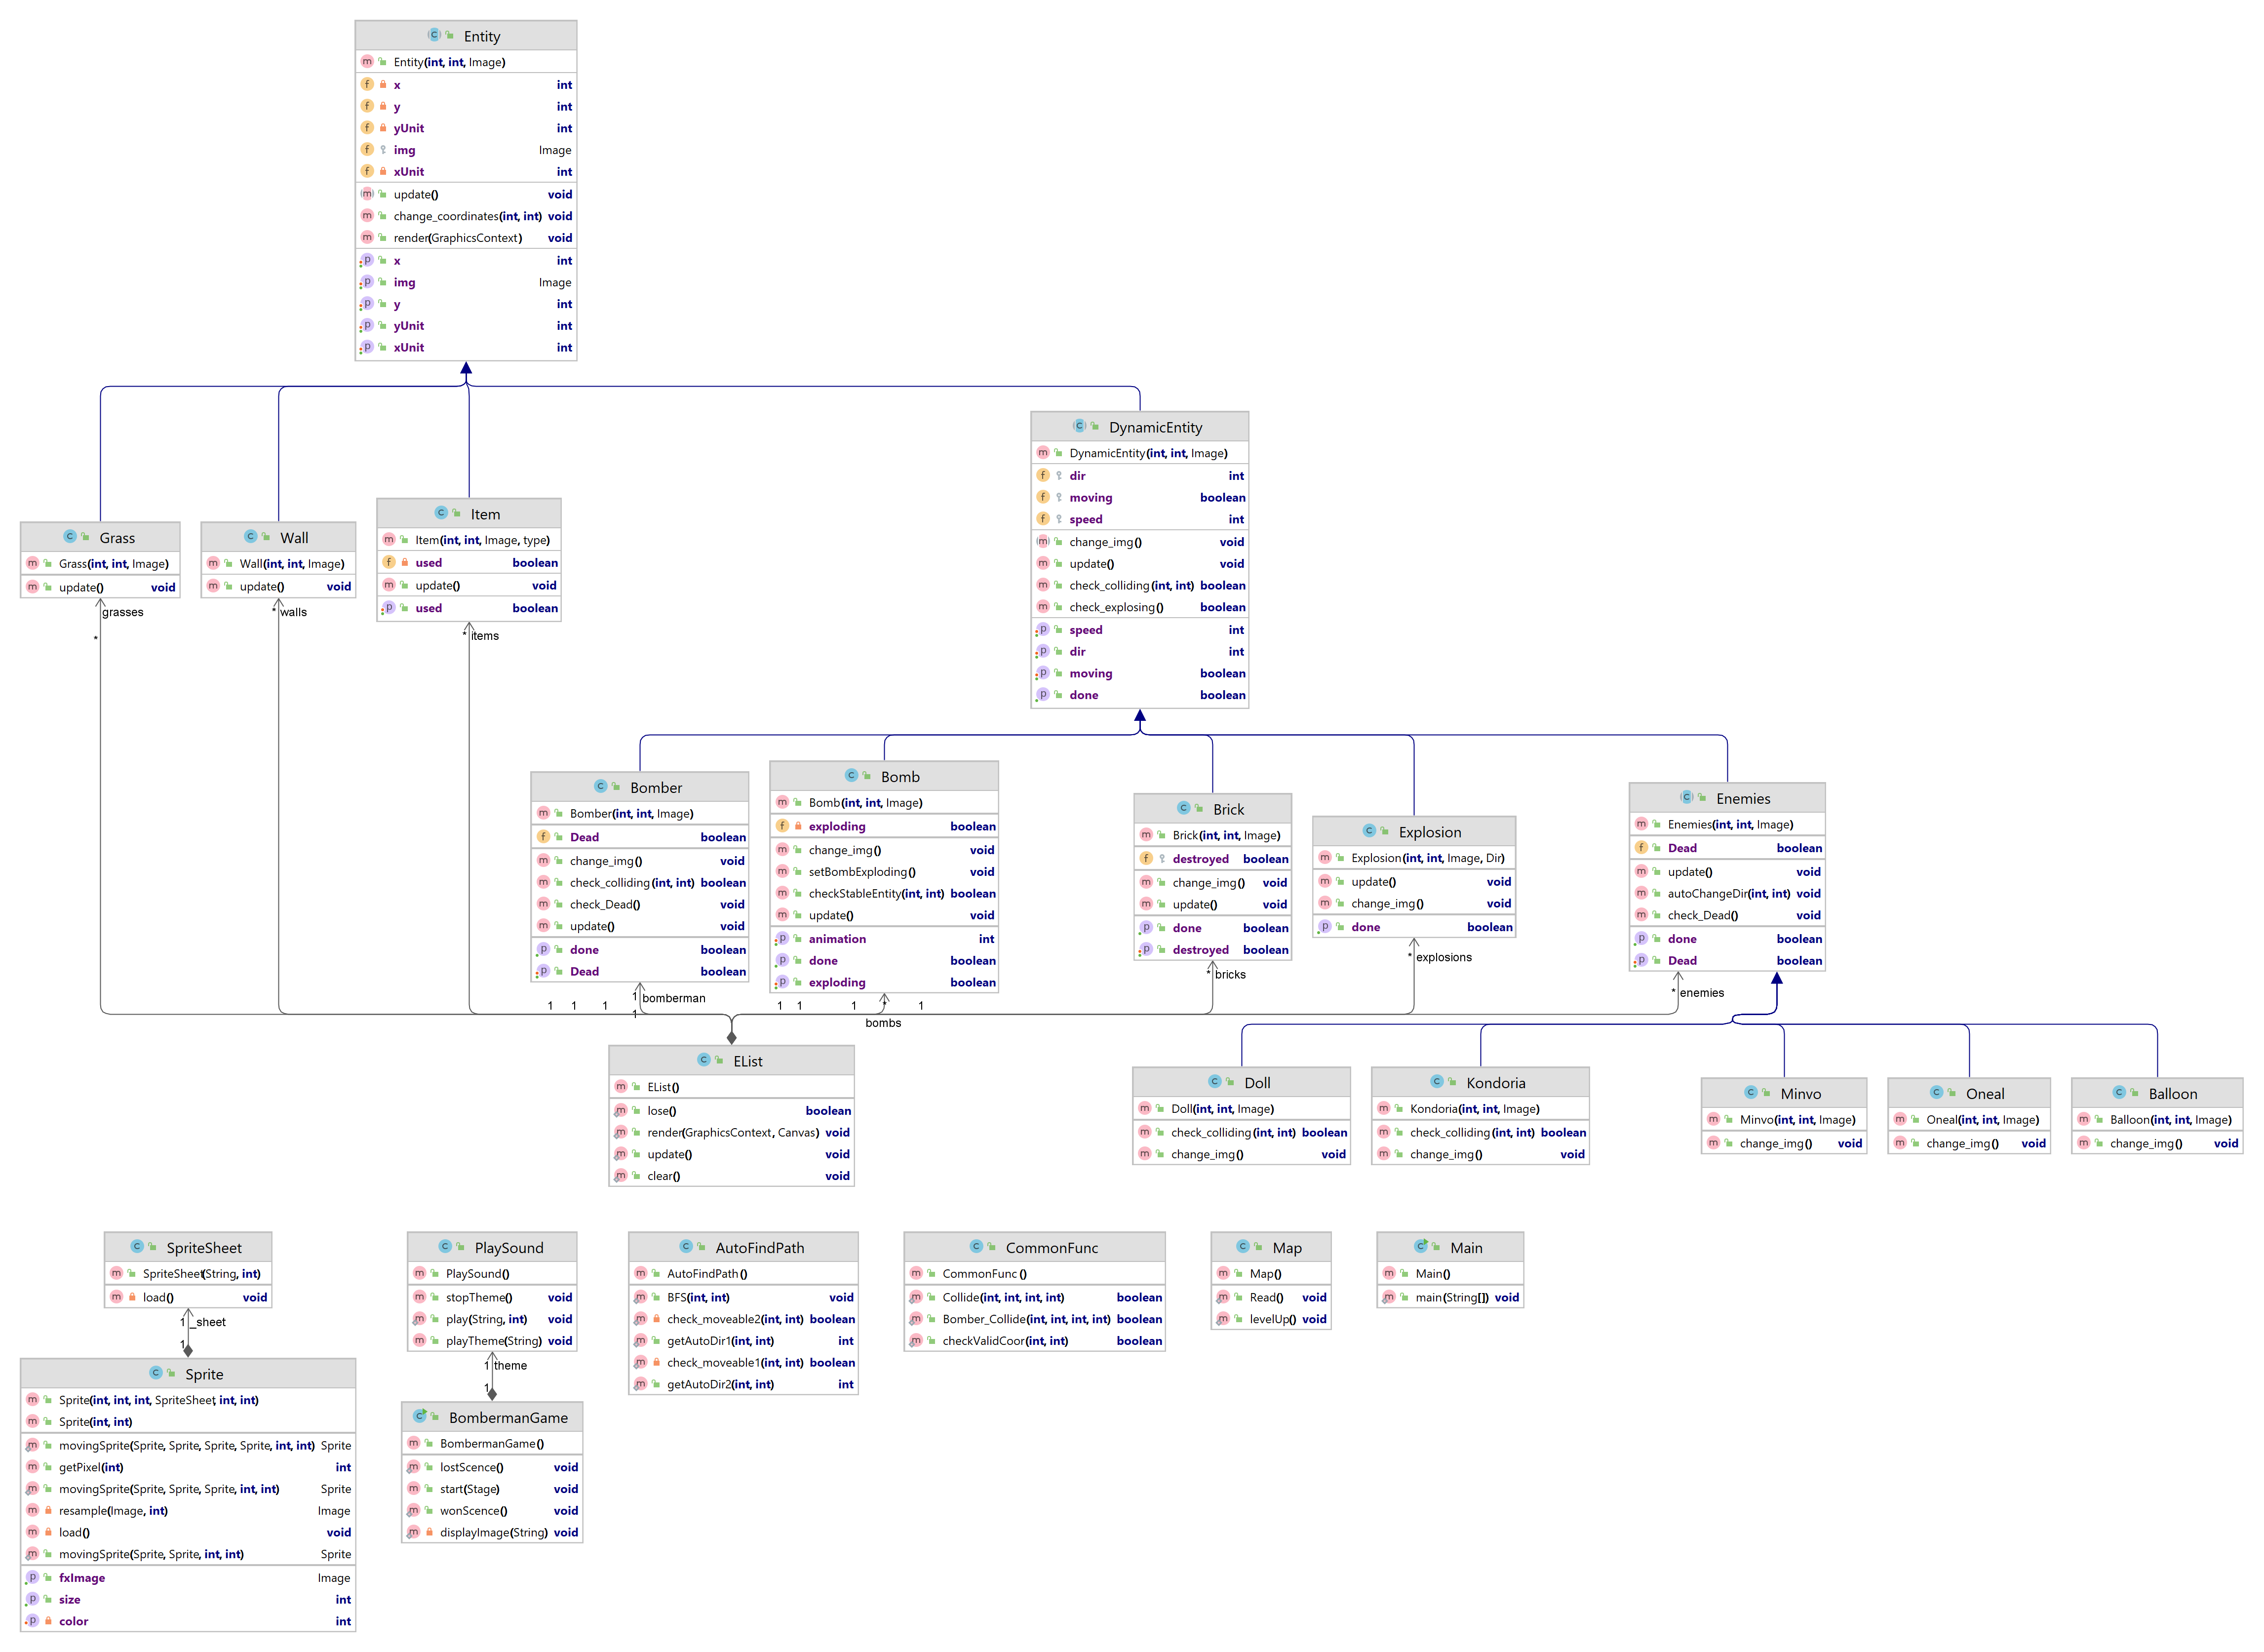 Entity
Entity(int, int, Image)
x int
y int
yUnit int
img Image
xUnit int
update() void
change_coordinates(int, int) void
render(GraphicsContext) void
x int
img Image
y int
yUnit int
xUnit int
DynamicEntity
DynamicEntity(int, int, Image)
dir int
moving boolean
speed int
change_img() void
update() void
check_colliding(int, int) boolean
check_explosing() boolean
speed int
dir int
moving boolean
done boolean
Grass
Grass(int, int, Image)
update() void
Wall
Wall(int, int, Image)
update() void
Item
Item(int, int, Image, type)
used boolean
update() void
used boolean
grasses
*
* walls
* items
Bomber
Bomber(int, int, Image)
Dead boolean
change_img() void
check_colliding(int, int) boolean
check_Dead() void
update() void
done boolean
Dead boolean
Bomb
Bomb(int, int, Image)
exploding boolean
change_img() void
setBombExploding() void
checkStableEntity(int, int) boolean
update() void
animation int
done boolean
exploding boolean
Brick
Brick(int, int, Image)
destroyed boolean
change_img() void
update() void
done boolean
destroyed boolean
Explosion
Explosion(int, int, Image, Dir)
update() void
change_img() void
done boolean
Enemies
Enemies(int, int, Image)
Dead boolean
update() void
autoChangeDir(int, int) void
check_Dead() void
done boolean
Dead boolean
* explosions
* bricks
* enemies
1 bomberman
1 1 1 1 1 1 1 * 1
bombs
EList
EList()
lose() boolean
render(GraphicsContext, Canvas) void
update() void
clear() void
Doll
Doll(int, int, Image)
check_colliding(int, int) boolean
change_img() void
Kondoria
Kondoria(int, int, Image)
check_colliding(int, int) boolean
change_img() void
Minvo
Minvo(int, int, Image)
change_img() void
Oneal
Oneal(int, int, Image)
change_img() void
Balloon
Balloon(int, int, Image)
change_img() void
SpriteSheet
SpriteSheet(String, int)
load() void
1 _sheet
1
Sprite
Sprite(int, int, int, SpriteSheet, int, int)
Sprite(int, int)
movingSprite(Sprite, Sprite, Sprite, Sprite, int, int) Sprite
getPixel(int) int
movingSprite(Sprite, Sprite, Sprite, int, int) Sprite
resample(Image, int) Image
load() void
movingSprite(Sprite, Sprite, int, int) Sprite
fxImage Image
size int
color int
PlaySound
PlaySound()
stopTheme() void
play(String, int) void
playTheme(String) void
1 theme
1
BombermanGame
BombermanGame()
lostScence() void
start(Stage) void
wonScence() void
displayImage(String) void
AutoFindPath
AutoFindPath()
BFS(int, int) void
check_moveable2(int, int) boolean
getAutoDir1(int, int) int
check_moveable1(int, int) boolean
getAutoDir2(int, int) int
CommonFunc
CommonFunc()
Collide(int, int, int, int) boolean
Bomber_Collide(int, int, int, int) boolean
checkValidCoor(int, int) boolean
Map
Map()
Read() void
levelUp() void
Main
Main()
main(String[]) void